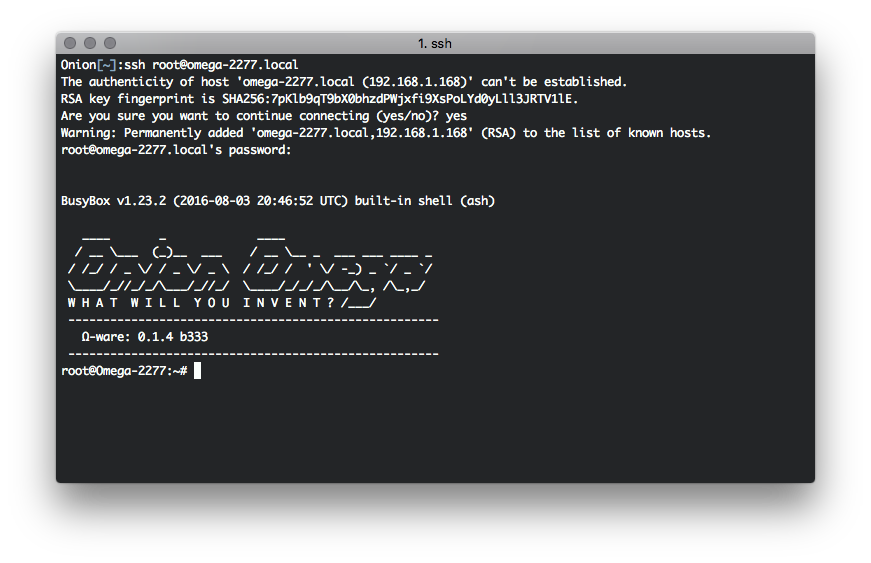 1. ssh
Onion[~]:ssh root@omega-2277.local
The authenticity of host 'omega-2277.local (192.168.1.168)' can't be established.
RSA key fingerprint is SHA256:7pKlb9qT9bX0bhzdPWjxfi9XsPoLYd0yLll3JRTV1lE.
Are you sure you want to continue connecting (yes/no)? yes
Warning: Permanently added 'omega-2277.local,192.168.1.168' (RSA) to the list of known hosts.
root@omega-2277.local's password:
BusyBox v1.23.2 (2016-08-03 20:46:52 UTC) built-in shell (ash)
Onion Omega
W H A T   W I L L   Y O U   I N V E N T ?
Ω-ware: 0.1.4 b333
root@Omega-2277:~#